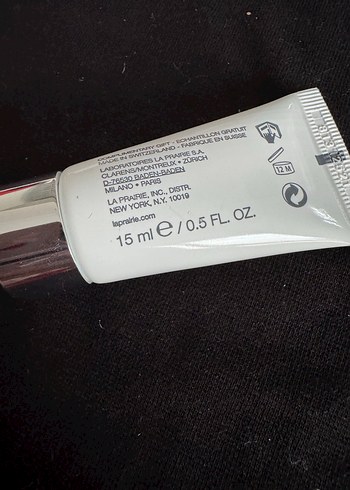 COMPLIMENTARY GIFT - ECHANTILLON GRATUIT
MADE IN SWITZERLAND - FABRIQUE EN SUISSE
LABORATOIRES LA PRAIRIE S.A.
CLARENS/MONTREUX • ZÜRICH
D-76530 BADEN-BADEN
MILANO • PARIS
LA PRAIRIE, INC., DISTR.
NEW YORK, N.Y. 10019
laprairie.com
15 ml e / 0.5 FL. OZ.
12 M